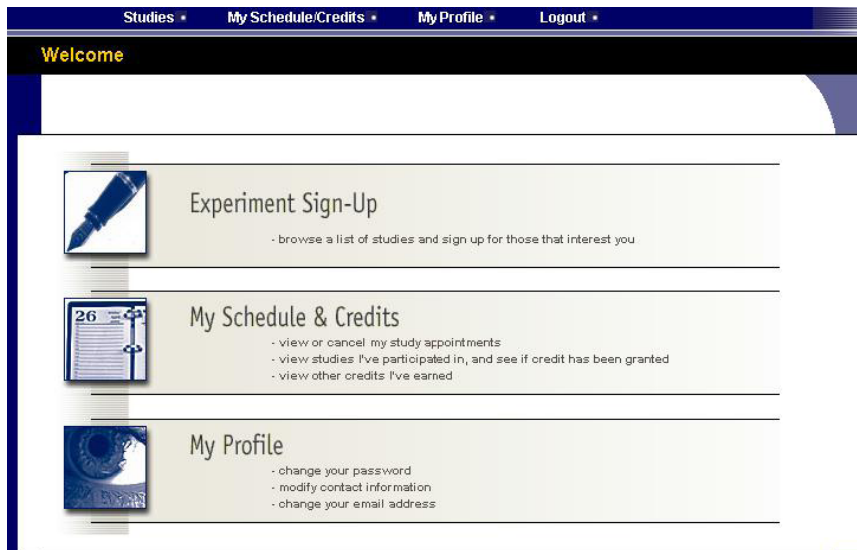 Studies My Schedule/Credits My Profile Logout
Welcome
Experiment Sign-Up
- browse a list of studies and sign up for those that interest you
26
My Schedule & Credits
- view or cancel my study appointments
- view studies I've participated in, and see if credit has been granted
- view other credits I've earned
My Profile
- change your password
- modify contact information
- change your email address